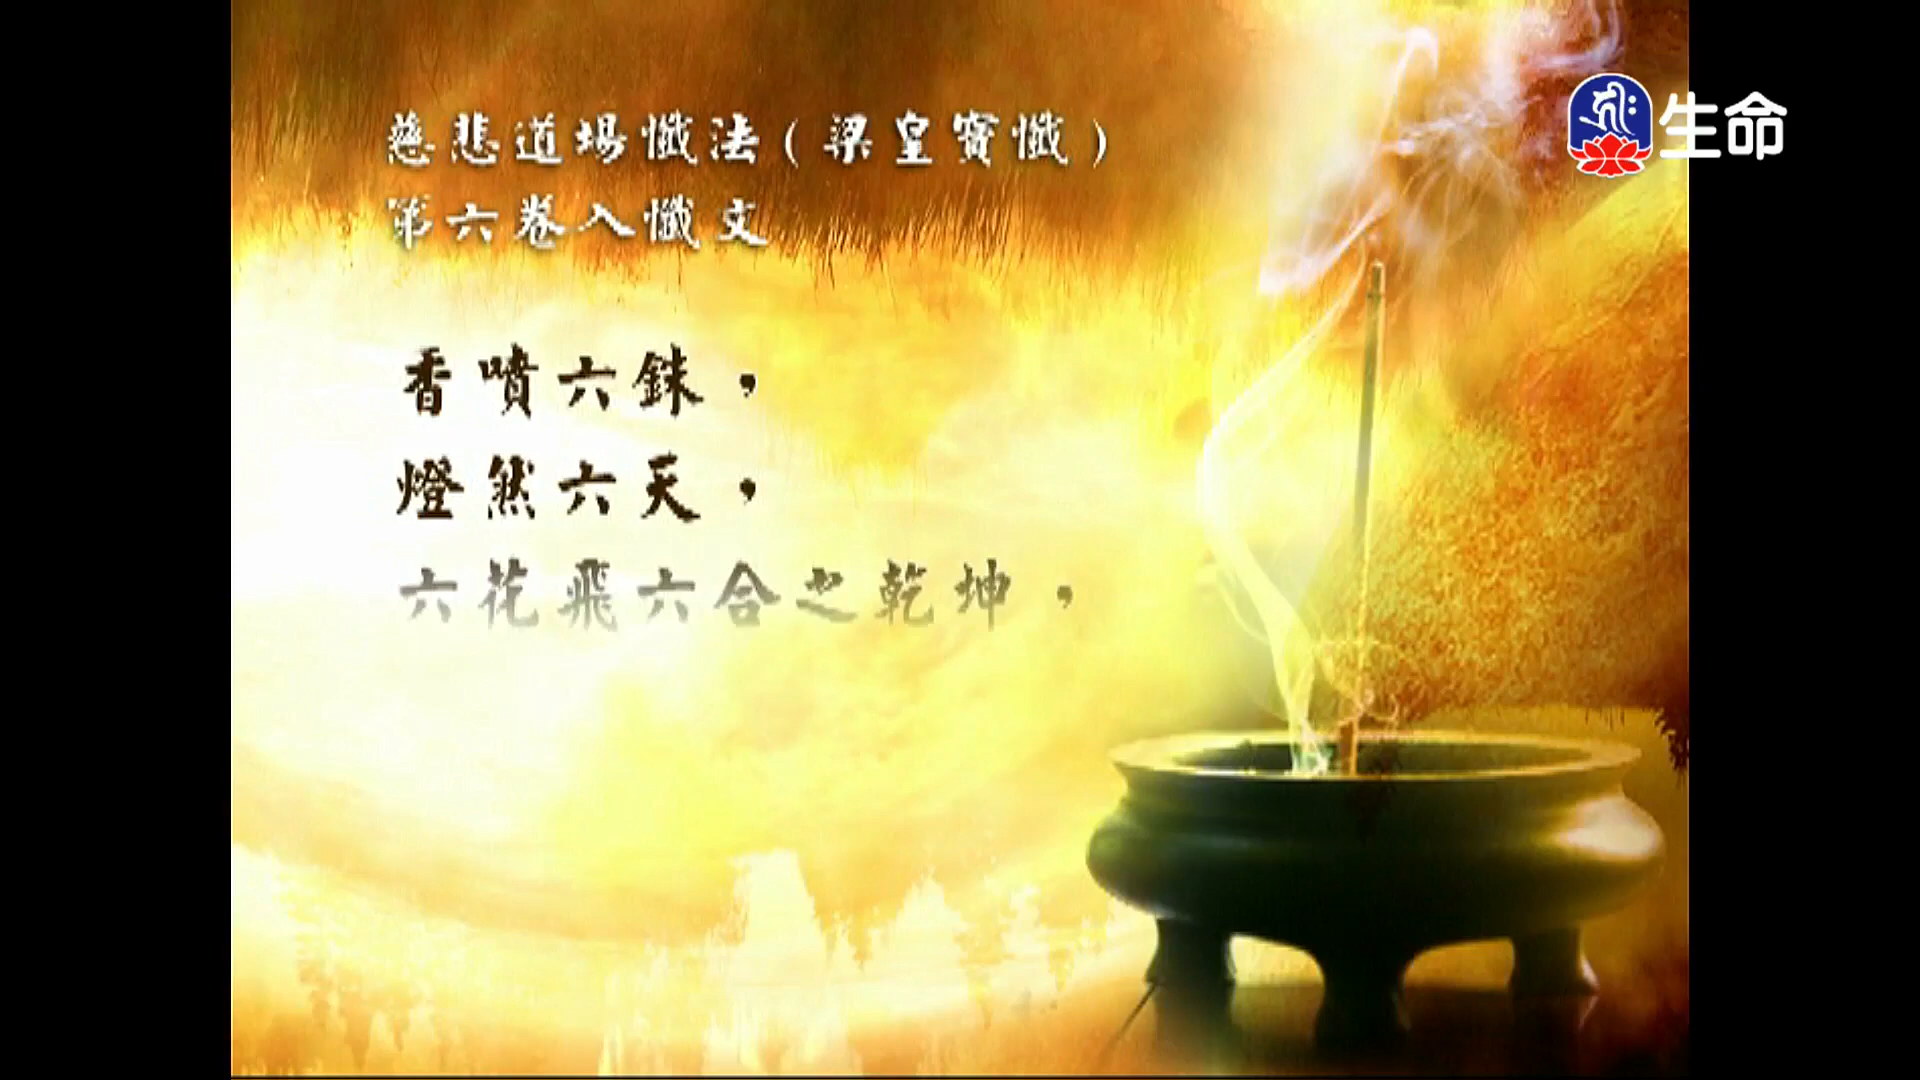 慈悲道場懺法(梁皇寶懺)
第六卷入懺文
生命
香噴六銖，
燈然六天，
六花飛六合之乾坤，